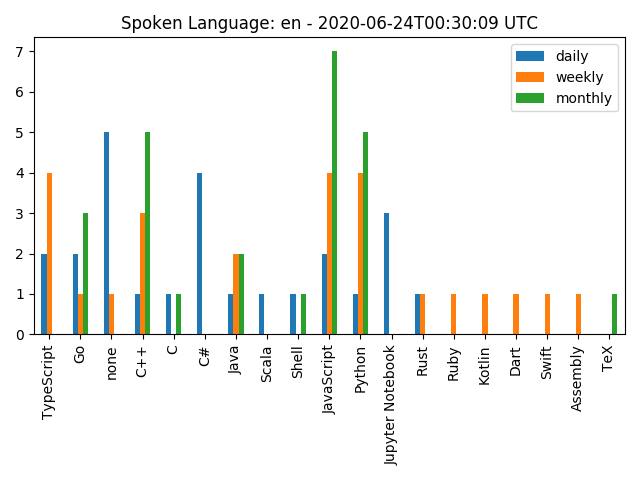 Spoken Language: en - 2020-06-24T00:30:09 UTC
daily
weekly
monthly
7
6
5
4
3
2
1
0
TypeScript
Go
none
C++
C
C#
Java
Scala
Shell
JavaScript
Python
Jupyter Notebook
Rust
Ruby
Kotlin
Dart
Swift
Assembly
TeX